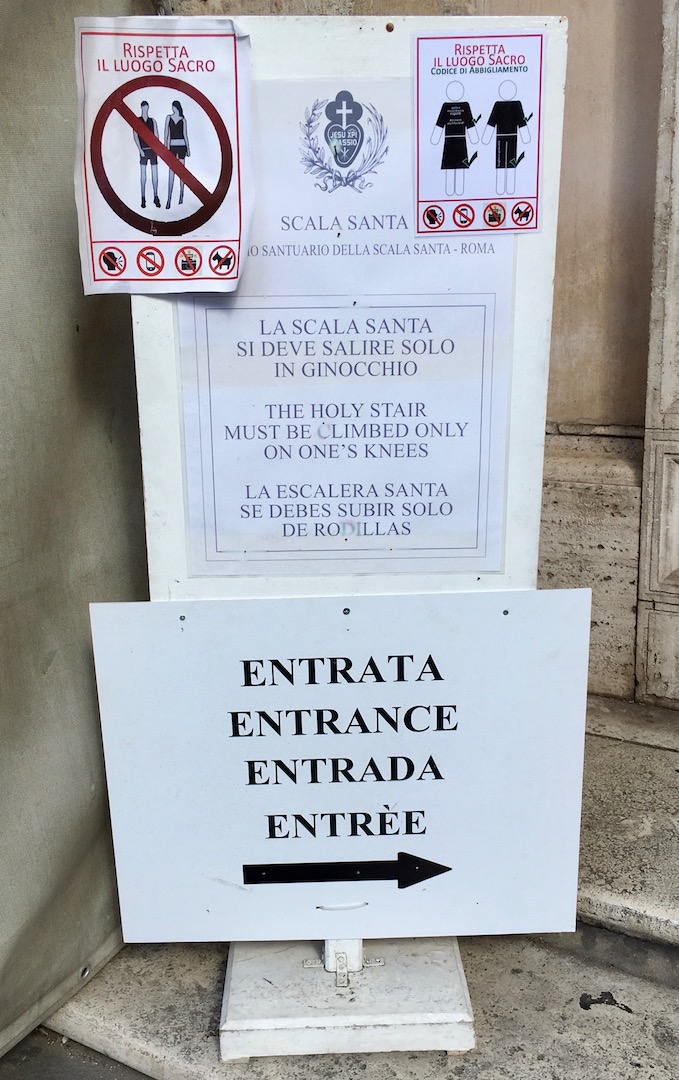 RISPETTA
IL LUOGO SACRO
RISPETTA
IL LUOGO SACRO
CODICE DI ABBIGLIAMENTO
JESU XPI
PASSIO
SCALA SANTA
SANTUARIO DELLA SCALA SANTA - ROMA
LA SCALA SANTA
SI DEVE SALIRE SOLO
IN GINOCCHIO
THE HOLY STAIR
MUST BE CLIMBED ONLY
ON ONE'S KNEES
LA ESCALERA SANTA
SE DEBES SUBIR SOLO
DE RODILLAS
ENTRATA
ENTRANCE
ENTRADA
ENTRÈE